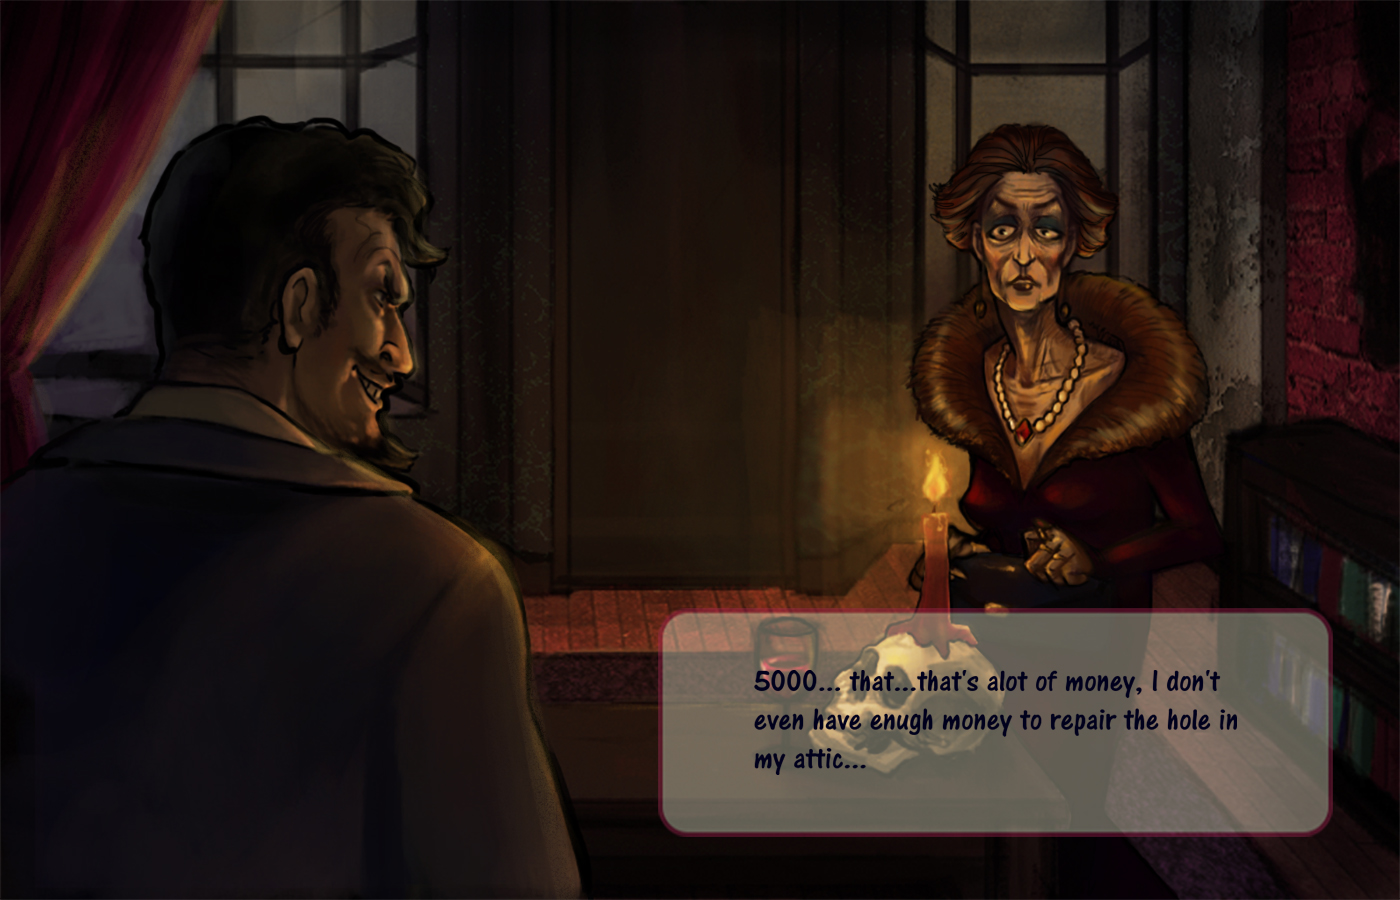 5000... that...that's alot of money, I don't
even have enugh money to repair the hole in
my attic...